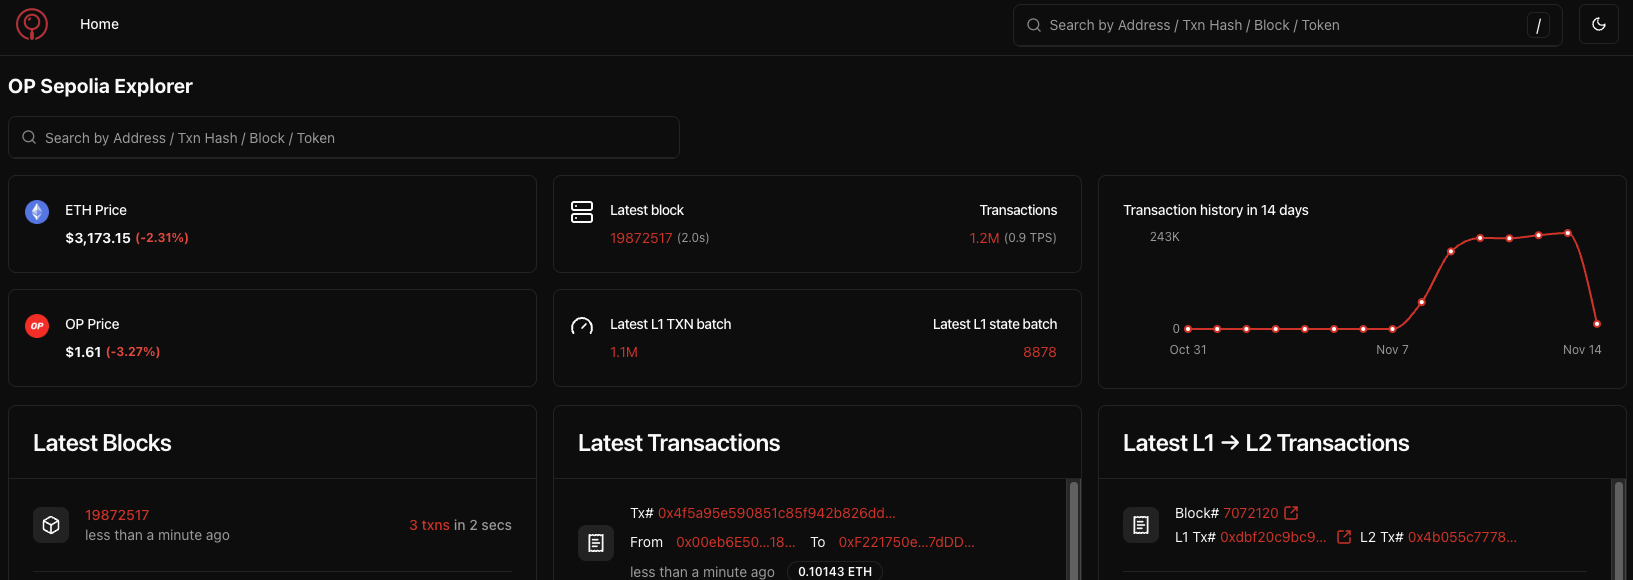 Home
Search by Address / Txn Hash / Block / Token
/
OP Sepolia Explorer
Search by Address / Txn Hash / Block / Token
ETH Price
$3,173.15 (-2.31%)
Latest block
Transactions
19872517 (2.0s)
1.2M (0.9 TPS)
Transaction history in 14 days
243K
0
Oct 31
Nov 7
Nov 14
OP
OP Price
$1.61 (-3.27%)
Latest L1 TXN batch
Latest L1 state batch
1.1M
8878
Latest Blocks
19872517
less than a minute ago
3 txns in 2 secs
Latest Transactions
Tx# 0x4f5a95e590851c85f942b826dd...
From 0x00eb6E50...18... To 0xF221750e...7dDD...
less than a minute ago 0.10143 ETH
Latest L1 → L2 Transactions
Block# 7072120
L1 Tx# 0xdbf20c9bc9... L2 Tx# 0x4b055c7778...